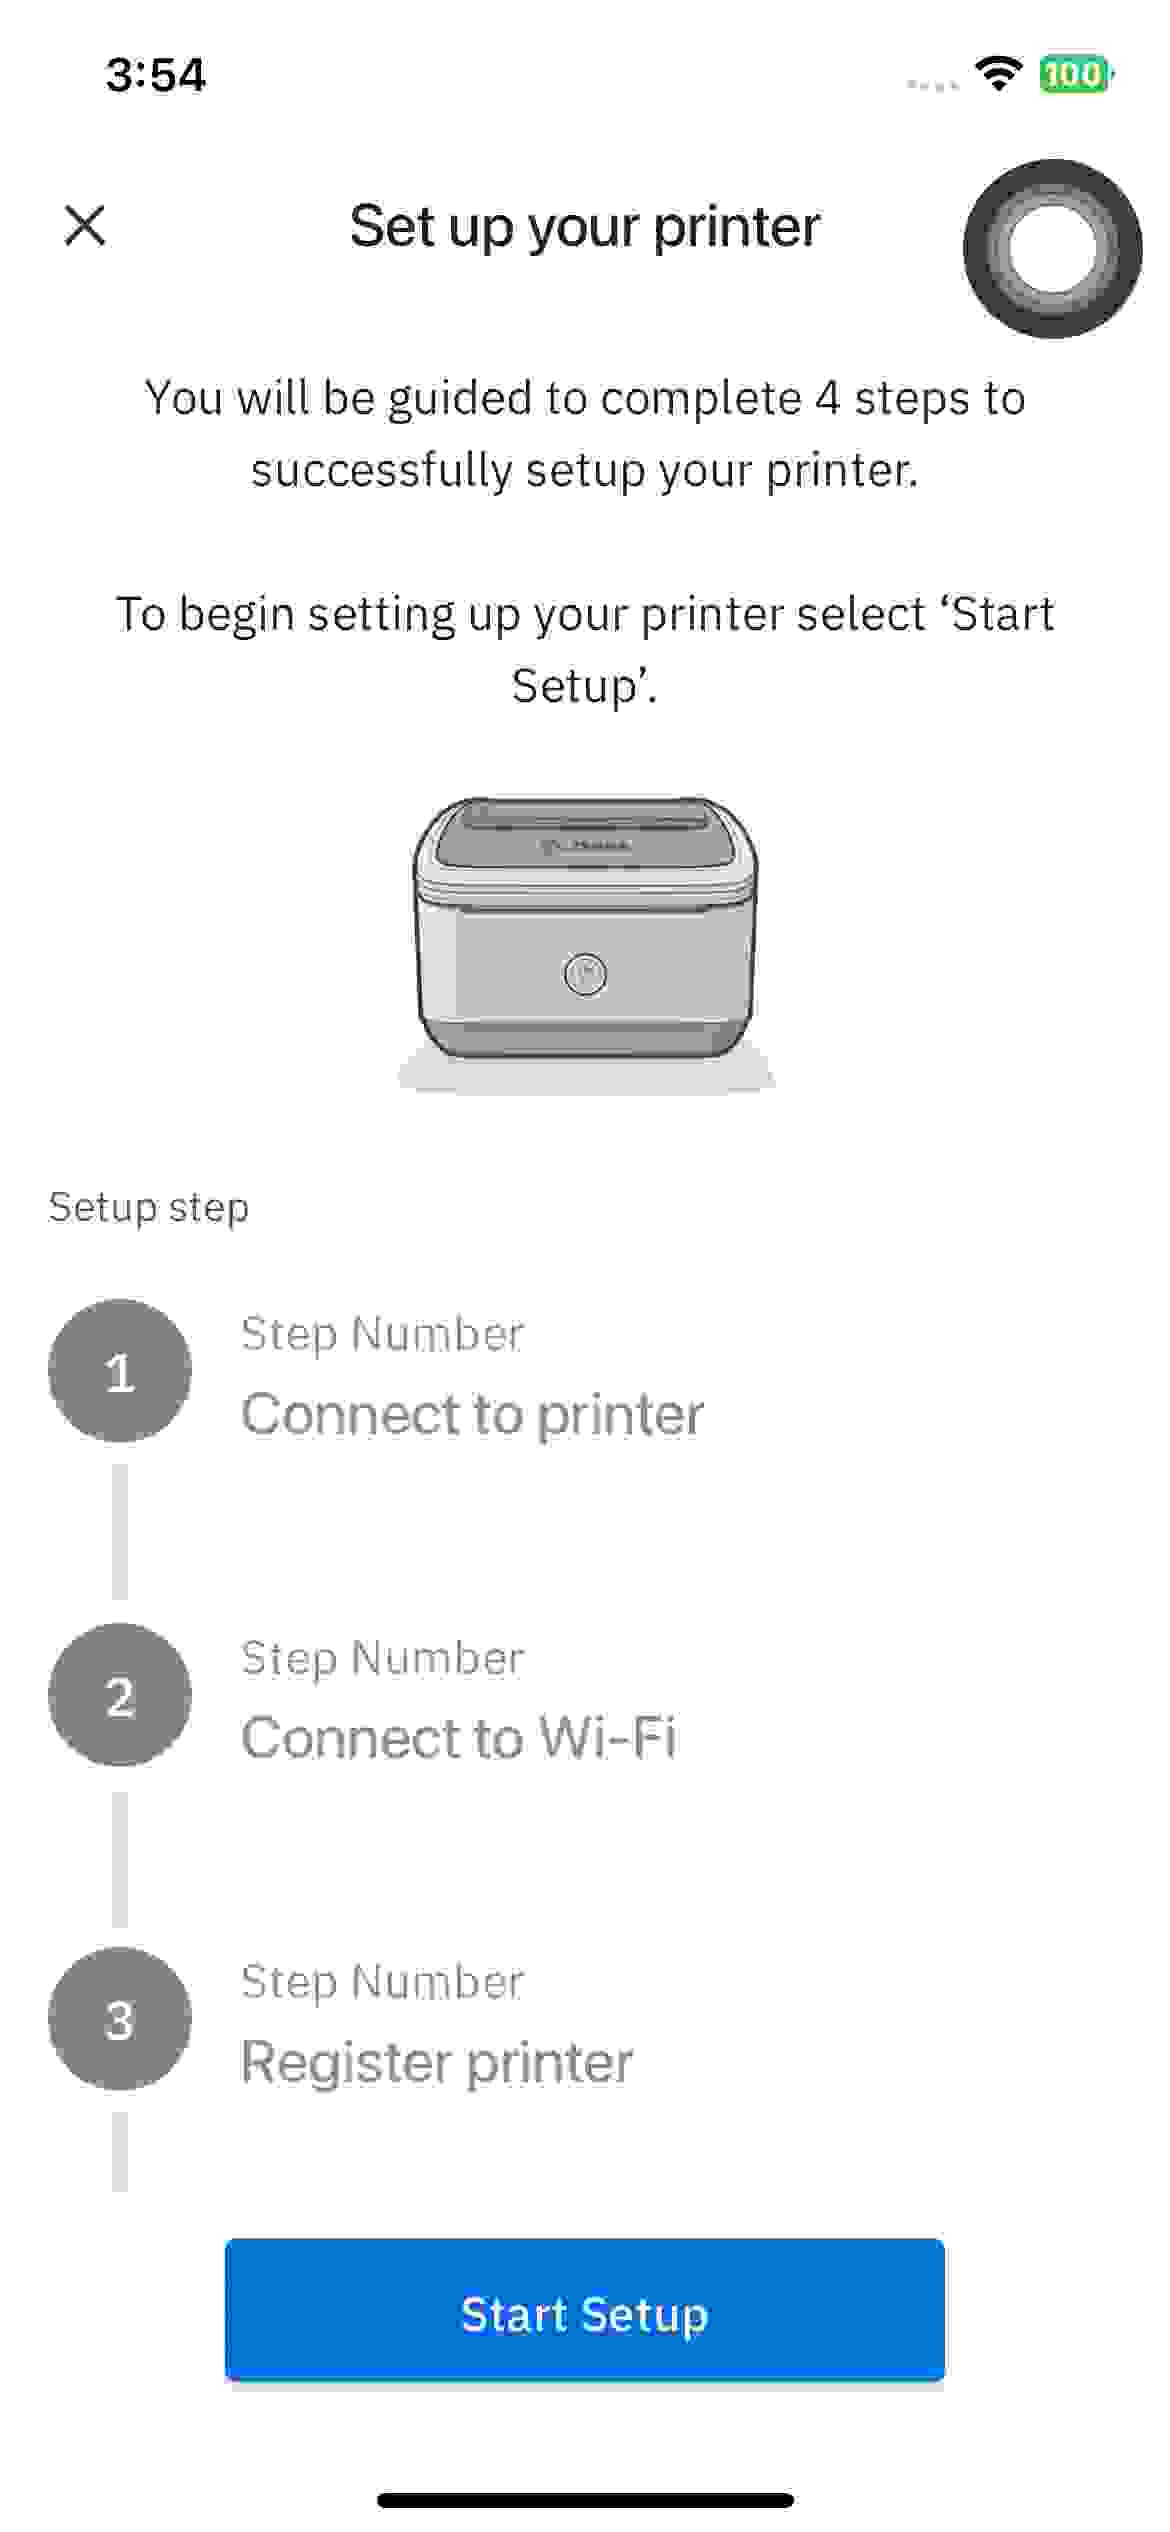 3:54
100
Set up your printer
You will be guided to complete 4 steps to
successfully setup your printer.
To begin setting up your printer select ‘Start
Setup’.
Setup step
1
Step Number
Connect to printer
2
Step Number
Connect to Wi-Fi
3
Step Number
Register printer
Start Setup